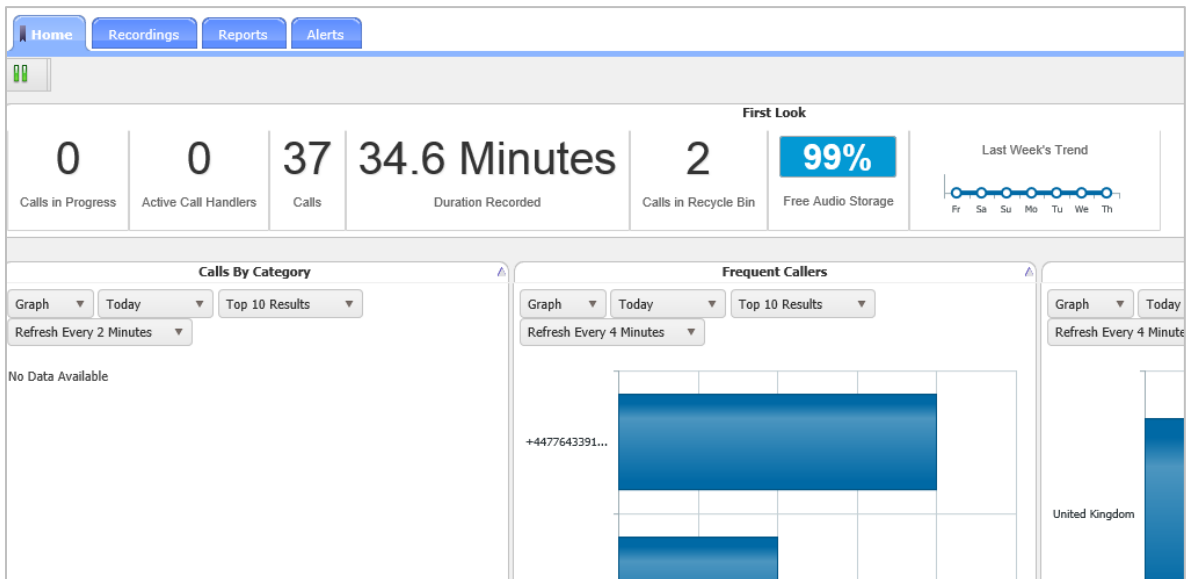 Home Recordings Reports Alerts
First Look
0 0 37 34.6 Minutes 2 99% Last Week's Trend
Calls in Progress Active Call Handlers Calls Duration Recorded Calls in Recycle Bin Free Audio Storage
Fr Sa Su Mo Tu We Th
Calls By Category
Graph Today Top 10 Results
Refresh Every 2 Minutes
No Data Available
Frequent Callers
Graph Today Top 10 Results
Refresh Every 4 Minutes
+4477643391...
Graph Today
Refresh Every 4 Minute
United Kingdom